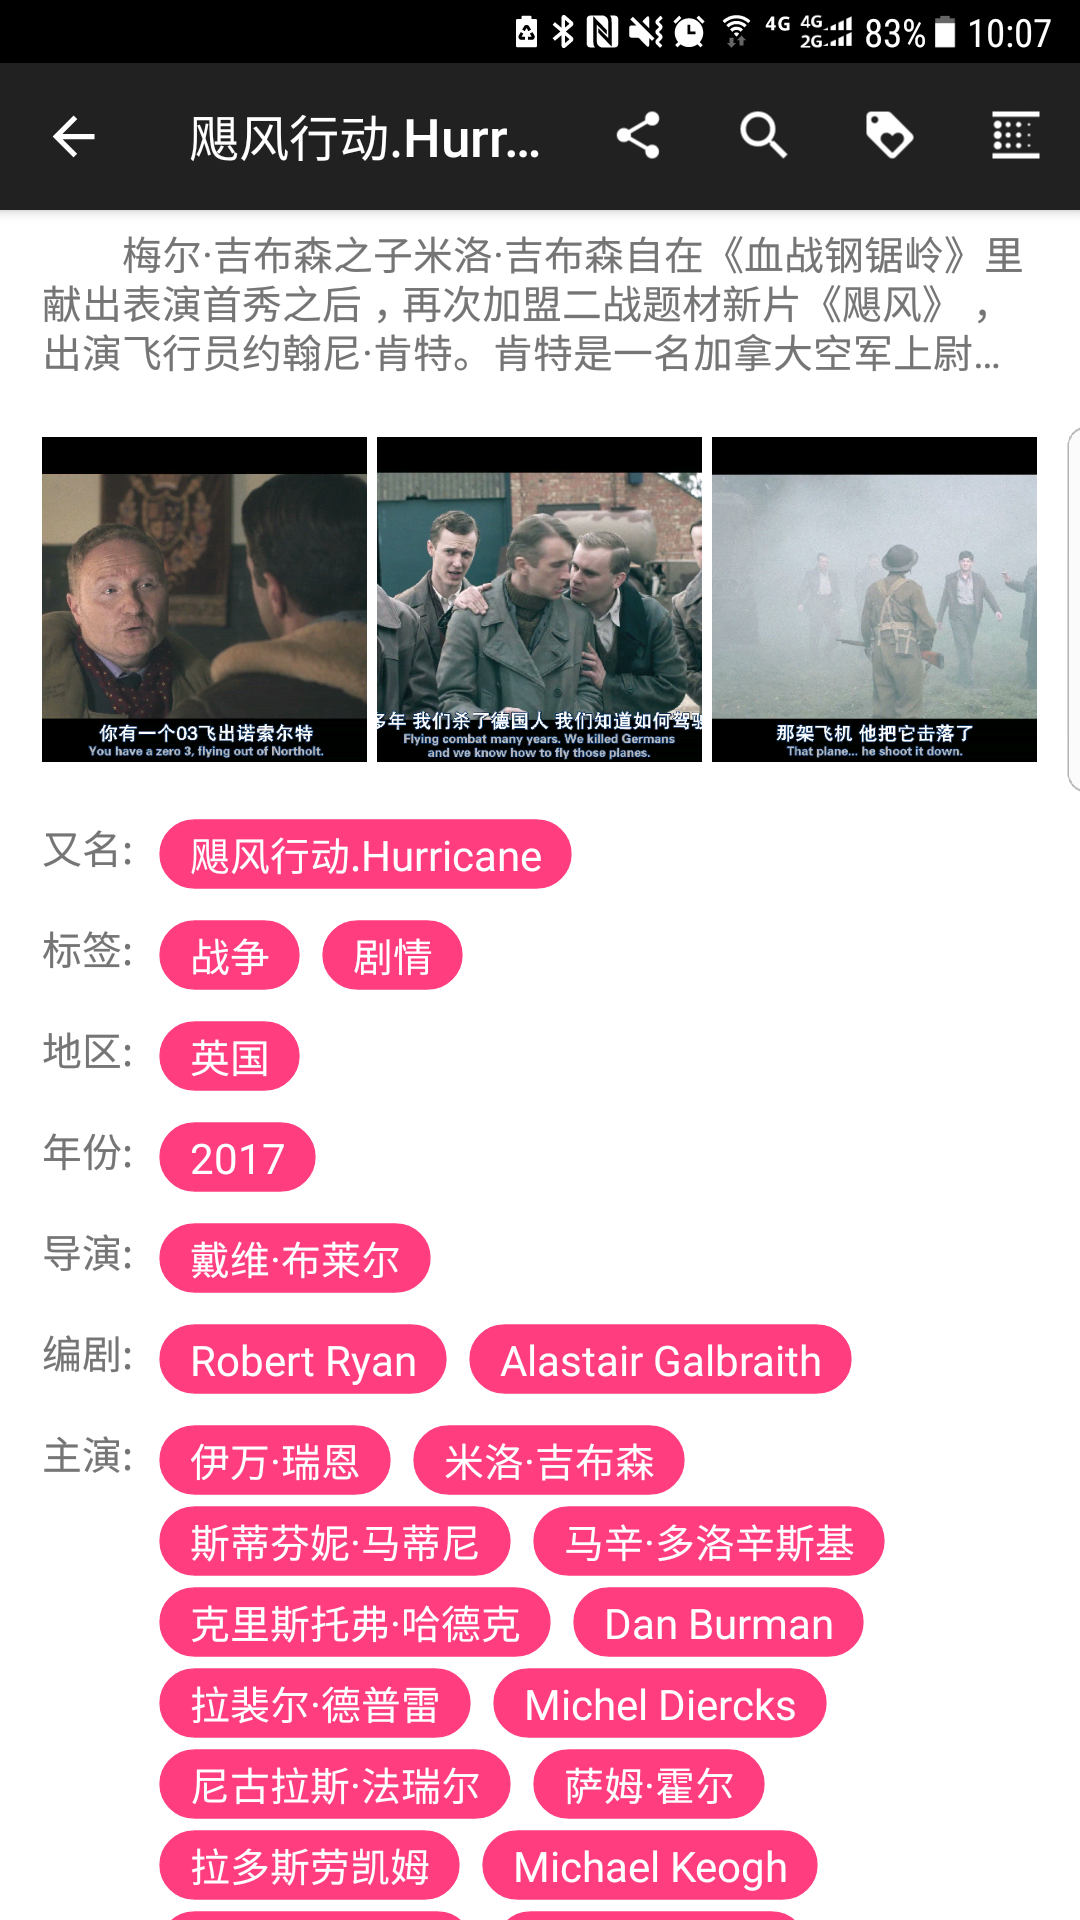 4G 4G 2G 83% 10:07
飓风行动.Hurr...
梅尔·吉布森之子米洛·吉布森自在《血战钢锯岭》里
献出表演首秀之后，再次加盟二战题材新片《飓风》，
出演飞行员约翰尼·肯特。肯特是一名加拿大空军上尉...
你有一个03飞出诺索尔特
You have a zero 3, flying out of Northolt.
多年 我们杀了德国人 我们知道如何驾驶
Flying combat many years. We killed Germans
and we know how to fly those planes.
那架飞机 他把它击落了
That plane... he shoot it down.
又名: 飓风行动.Hurricane
标签: 战争 剧情
地区: 英国
年份: 2017
导演: 戴维·布莱尔
编剧: Robert Ryan Alastair Galbraith
主演: 伊万·瑞恩 米洛·吉布森
斯蒂芬妮·马蒂尼 马辛·多洛辛斯基
克里斯托弗·哈德克 Dan Burman
拉裴尔·德普雷 Michel Diercks
尼古拉斯·法瑞尔 萨姆·霍尔
拉多斯劳凯姆 Michael Keogh